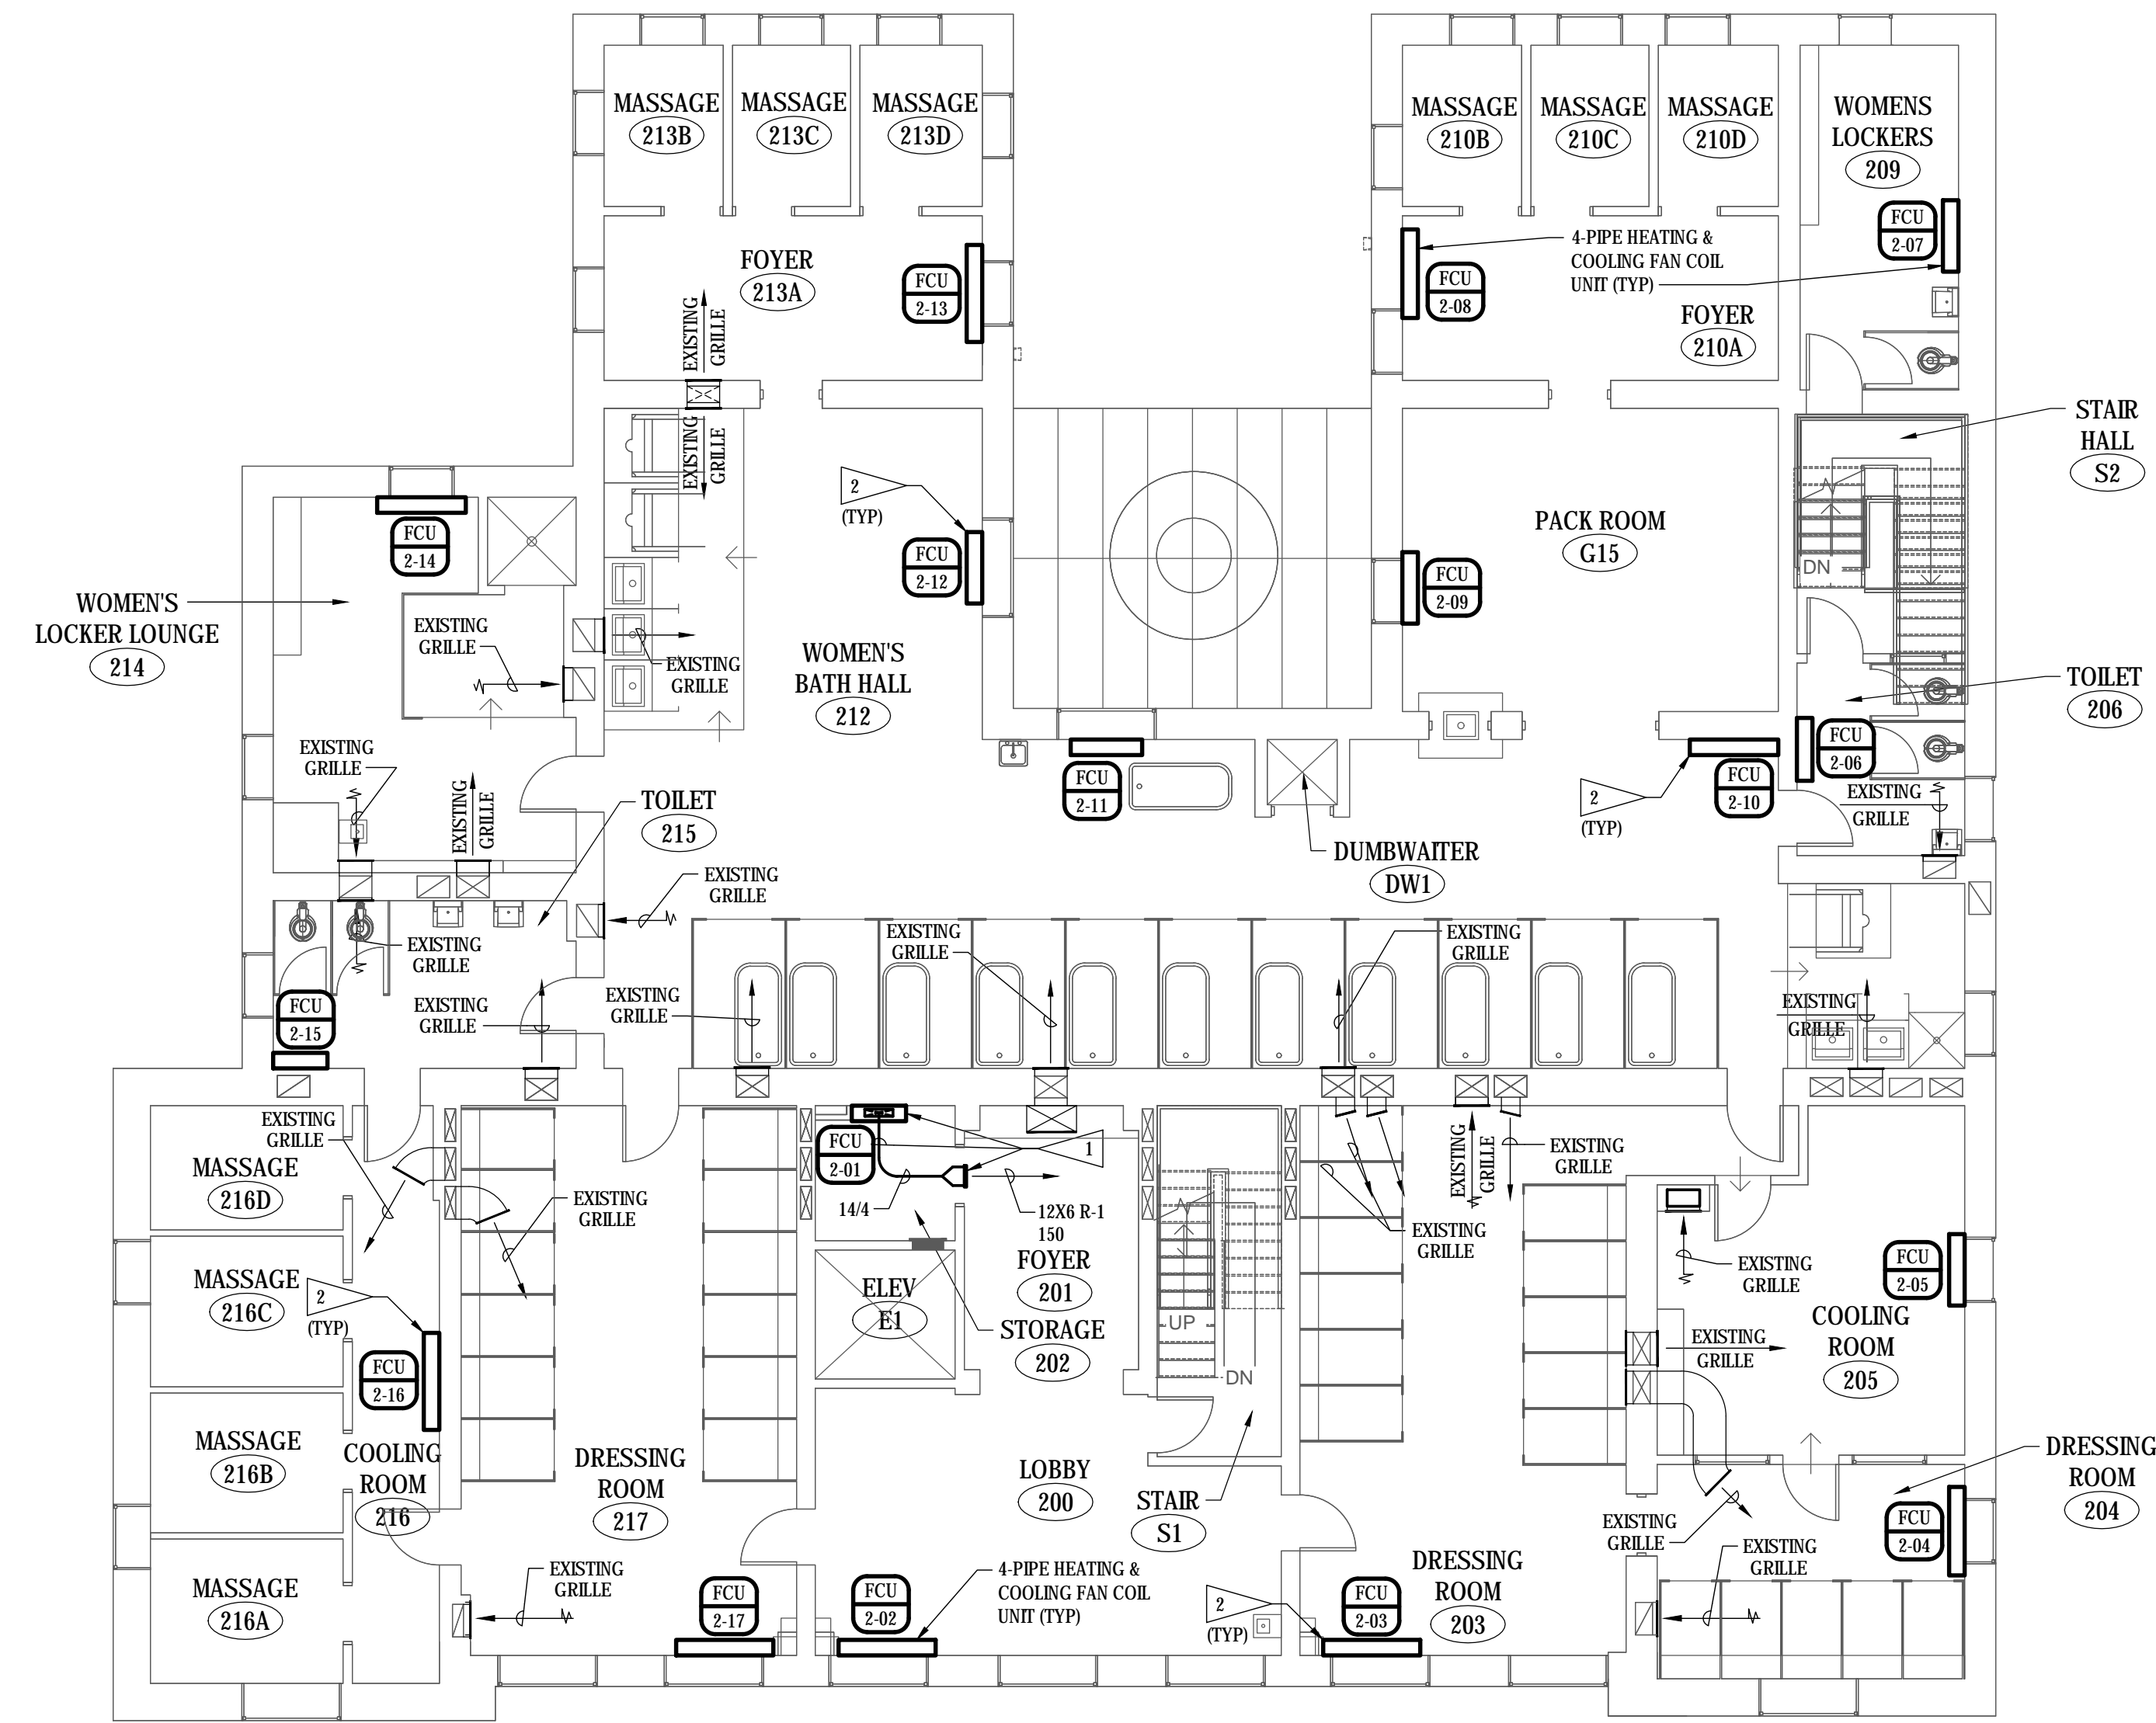 MASSAGE
213B
MASSAGE
213C
MASSAGE
213D
MASSAGE
210B
MASSAGE
210C
MASSAGE
210D
WOMENS
LOCKERS
209
FCU
2-07
4-PIPE HEATING &
COOLING FAN COIL
UNIT (TYP)
FCU
2-08
FOYER
213A
FCU
2-13
FOYER
210A
EXISTING
GRILLE
EXISTING
GRILLE
STAIR
HALL
S2
2
(TYP)
FCU
2-14
FCU
2-12
PACK ROOM
G15
FCU
2-09
DN
WOMEN'S
LOCKER LOUNGE
214
EXISTING
GRILLE
EXISTING
GRILLE
WOMEN'S
BATH HALL
212
TOILET
206
EXISTING
GRILLE
EXISTING
GRILLE
FCU
2-11
2
(TYP)
FCU
2-10
FCU
2-06
EXISTING
GRILLE
TOILET
215
DUMBWAITER
DW1
EXISTING
GRILLE
EXISTING
GRILLE
EXISTING
GRILLE
EXISTING
GRILLE
EXISTING
GRILLE
EXISTING
GRILLE
EXISTING
GRILLE
FCU
2-15
EXISTING
GRILLE
EXISTING
GRILLE
MASSAGE
216D
EXISTING
GRILLE
FCU
2-01
1
14/4
12X6 R-1
150
FOYER
201
EXISTING
GRILLE
EXISTING
GRILLE
EXISTING
GRILLE
EXISTING
GRILLE
FCU
2-05
MASSAGE
216C
2
(TYP)
ELEV
E1
STORAGE
202
UP
DN
EXISTING
GRILLE
COOLING
ROOM
205
FCU
2-16
MASSAGE
216B
COOLING
ROOM
216
DRESSING
ROOM
217
LOBBY
200
STAIR
S1
DRESSING
ROOM
204
EXISTING
GRILLE
FCU
2-04
EXISTING
GRILLE
MASSAGE
216A
EXISTING
GRILLE
FCU
2-17
FCU
2-02
4-PIPE HEATING &
COOLING FAN COIL
UNIT (TYP)
2
(TYP)
FCU
2-03
DRESSING
ROOM
203